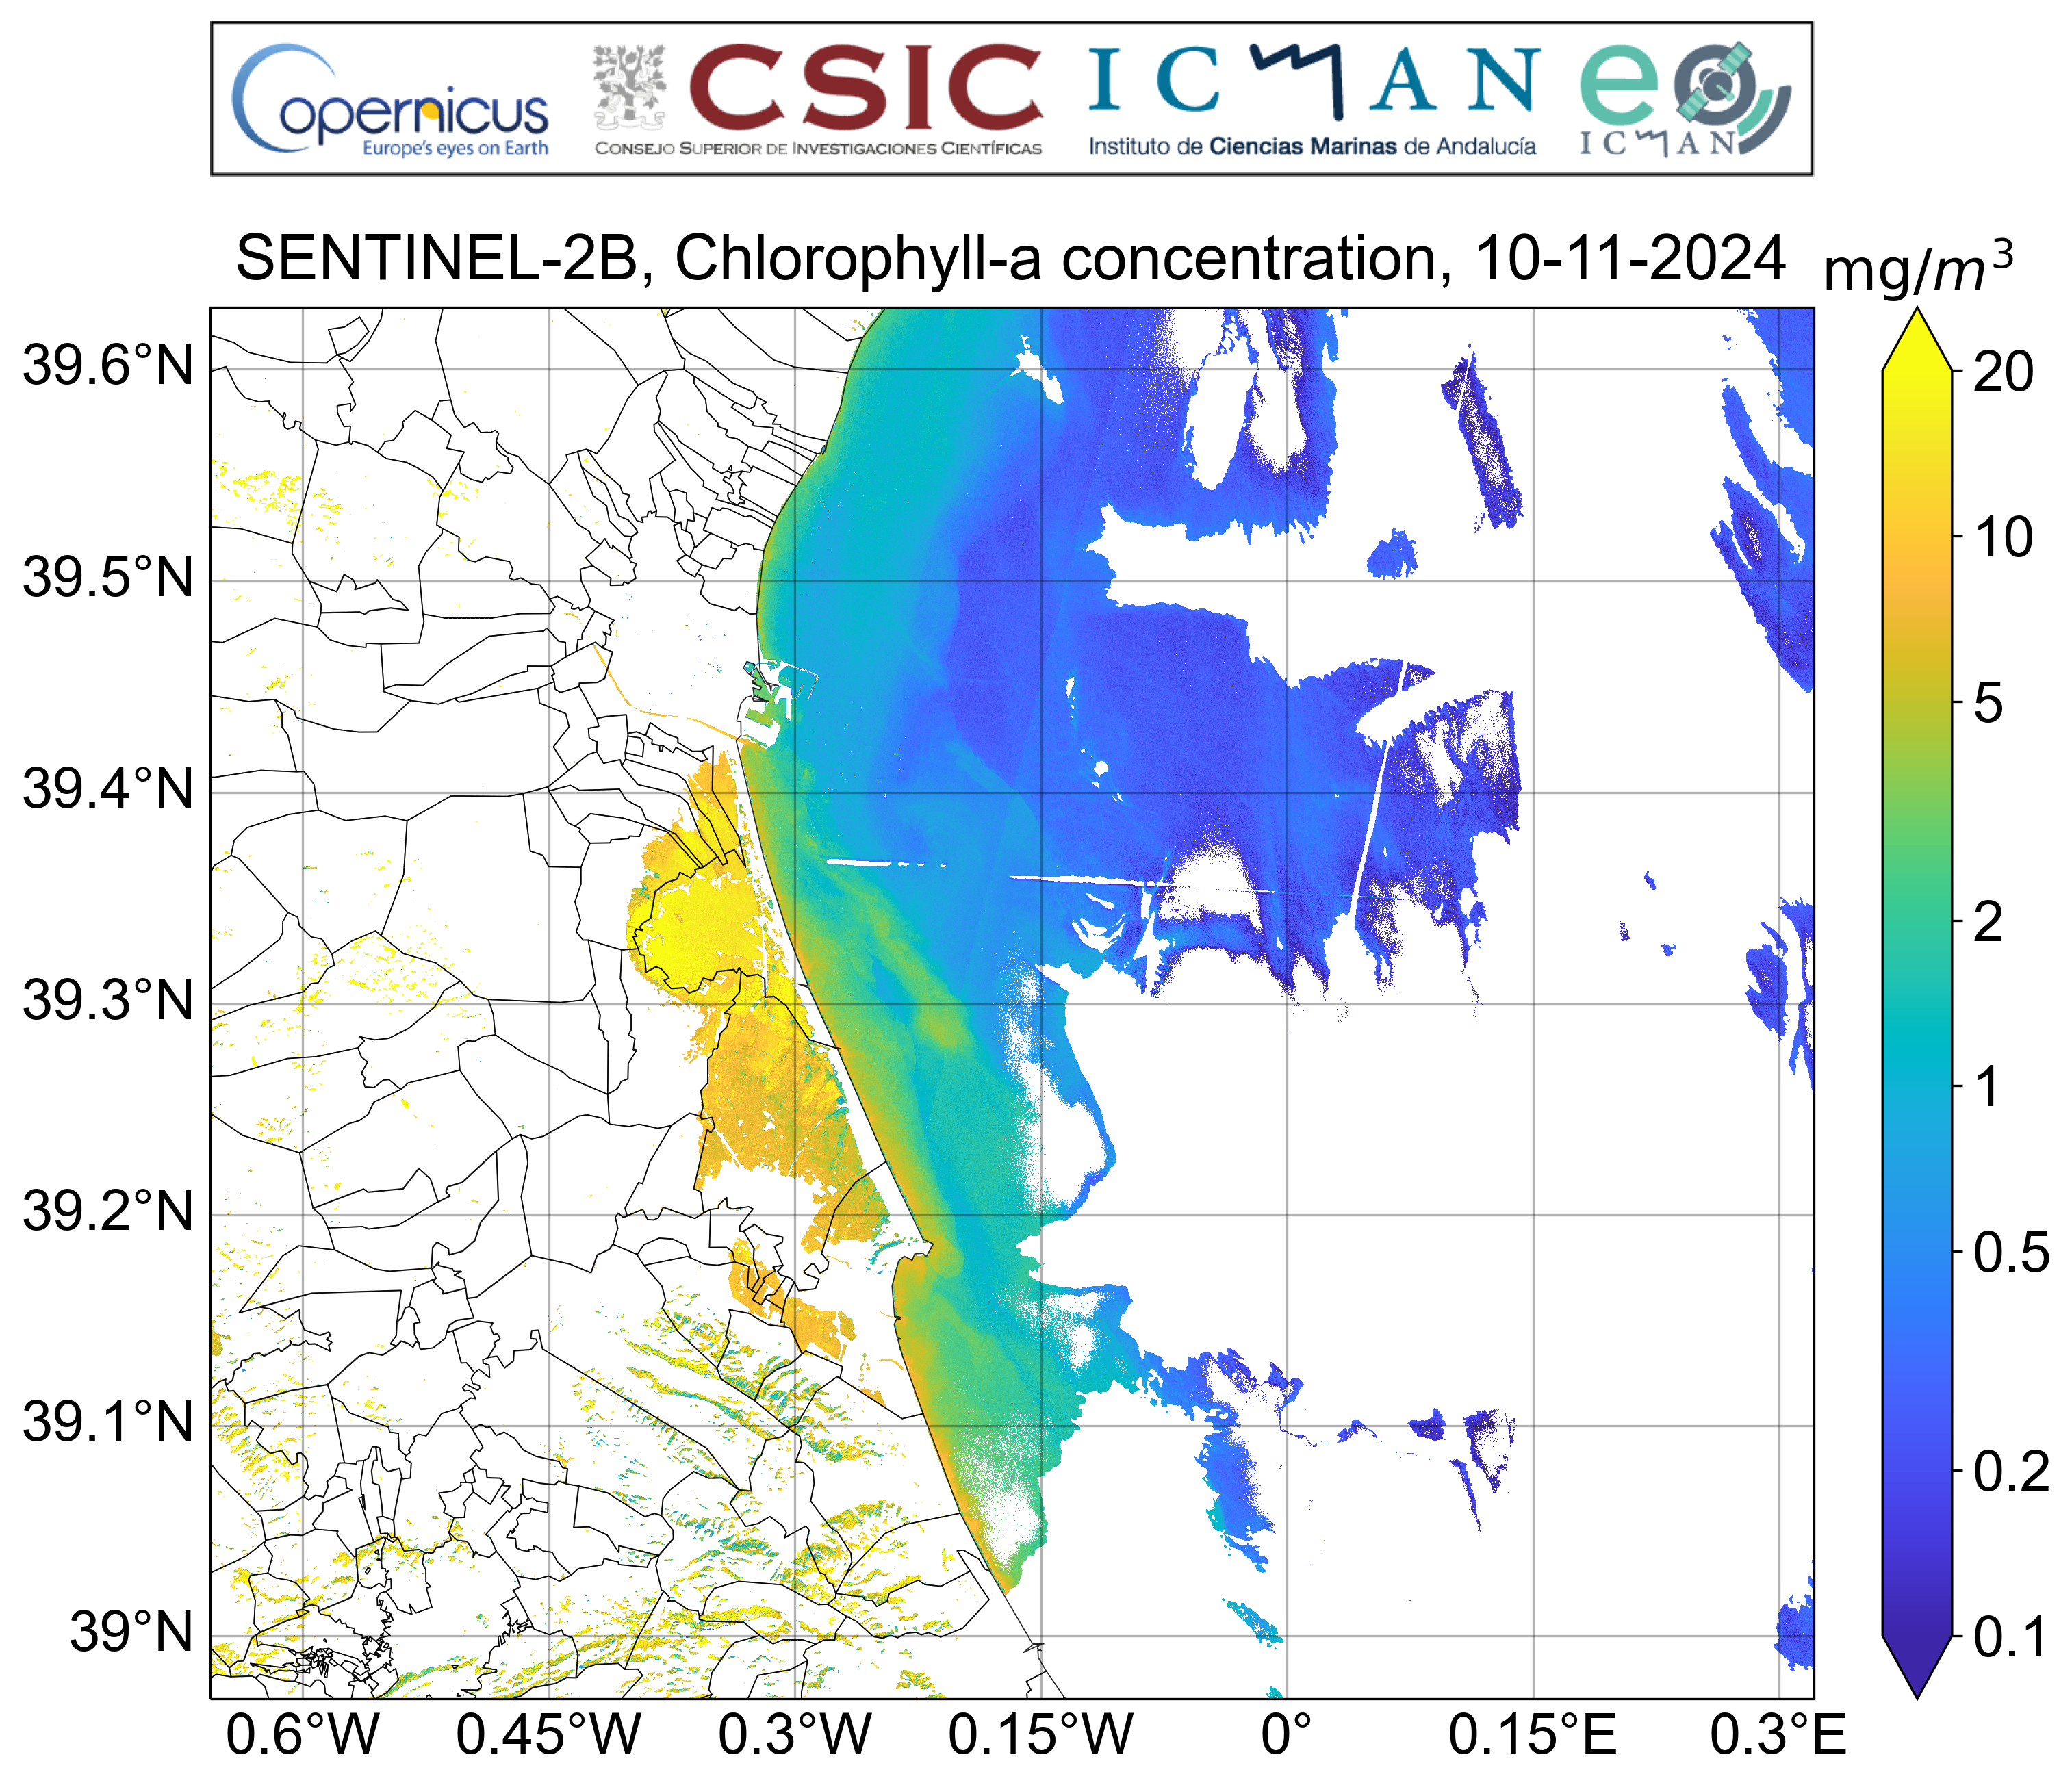 Copernicus
Europe's eyes on Earth
CSIC
CONSEJO SUPERIOR DE INVESTIGACIONES CIENTÍFICAS
ICMAN
Instituto de Ciencias Marinas de Andalucía
eo
ICMAN
SENTINEL-2B, Chlorophyll-a concentration, 10-11-2024
mg/m³
39.6°N
39.5°N
39.4°N
39.3°N
39.2°N
39.1°N
39°N
0.6°W
0.45°W
0.3°W
0.15°W
0°
0.15°E
0.3°E
20
10
5
2
1
0.5
0.2
0.1